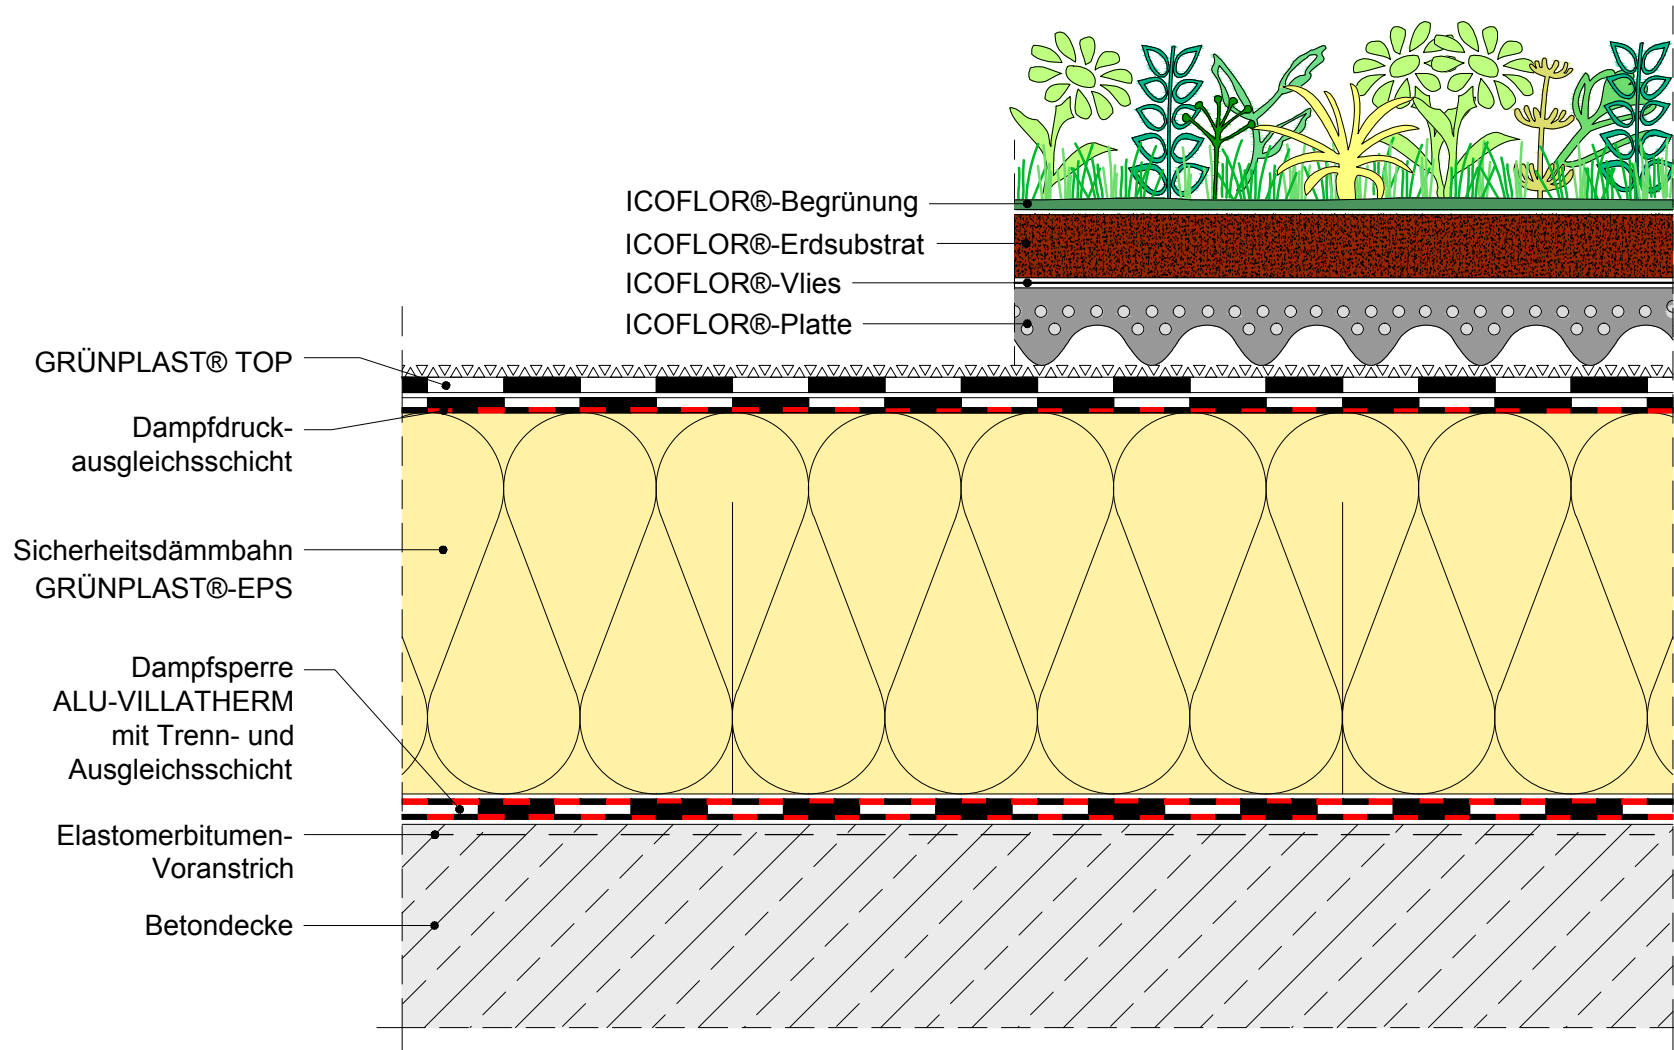 ICOFLOR®-Begrünung
ICOFLOR®-Erdsubstrat
ICOFLOR®-Vlies
ICOFLOR®-Platte
GRÜNPLAST® TOP
Dampfdruck-
ausgleichsschicht
Sicherheitsdämmbahn
GRÜNPLAST®-EPS
Dampfsperre
ALU-VILLATHERM
mit Trenn- und
Ausgleichsschicht
Elastomerbitumen-
Voranstrich
Betondecke